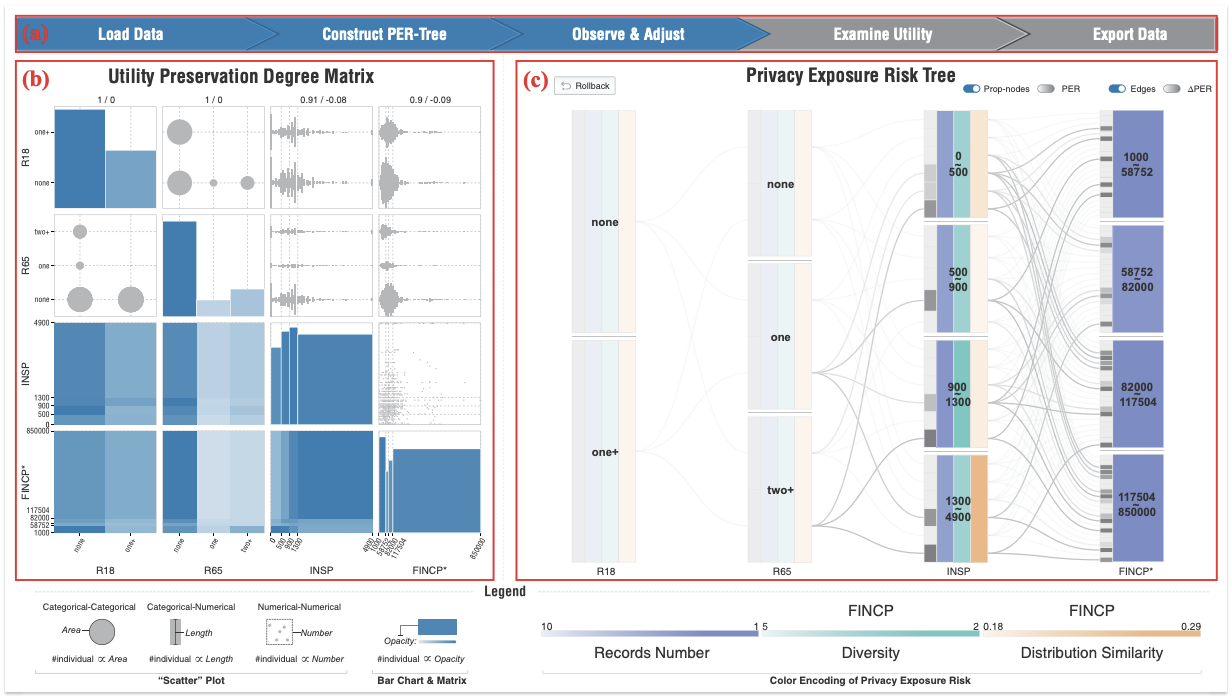 (a) Load Data Construct PER-Tree Observe & Adjust Examine Utility Export Data
(b) Utility Preservation Degree Matrix
1 / 0 1 / 0 0.91 / -0.08 0.9 / -0.09
R18
one+
none
R65
two+
one
none
INSP
4900
1300
900
500
0
FINCP*
850000
117504
82000
58752
1000
none one+ none one two+ 0 500 900 1300 4900 1000 58752 82000 117504 850000
R18 R65 INSP FINCP*
(c) Rollback Privacy Exposure Risk Tree
Prop-nodes PER Edges ΔPER
none
one+
R18
none
one
two+
R65
0
~
500
500
~
900
900
~
1300
1300
~
4900
INSP
1000
~
58752
58752
~
82000
82000
~
117504
117504
~
850000
FINCP*
Legend
Categorical-Categorical Categorical-Numerical Numerical-Numerical
Area Length Number Opacity:
#individual ∝ Area #individual ∝ Length #individual ∝ Number #individual ∝ Opacity
“Scatter” Plot Bar Chart & Matrix
FINCP FINCP
10 1 5 2 0.18 0.29
Records Number Diversity Distribution Similarity
Color Encoding of Privacy Exposure Risk